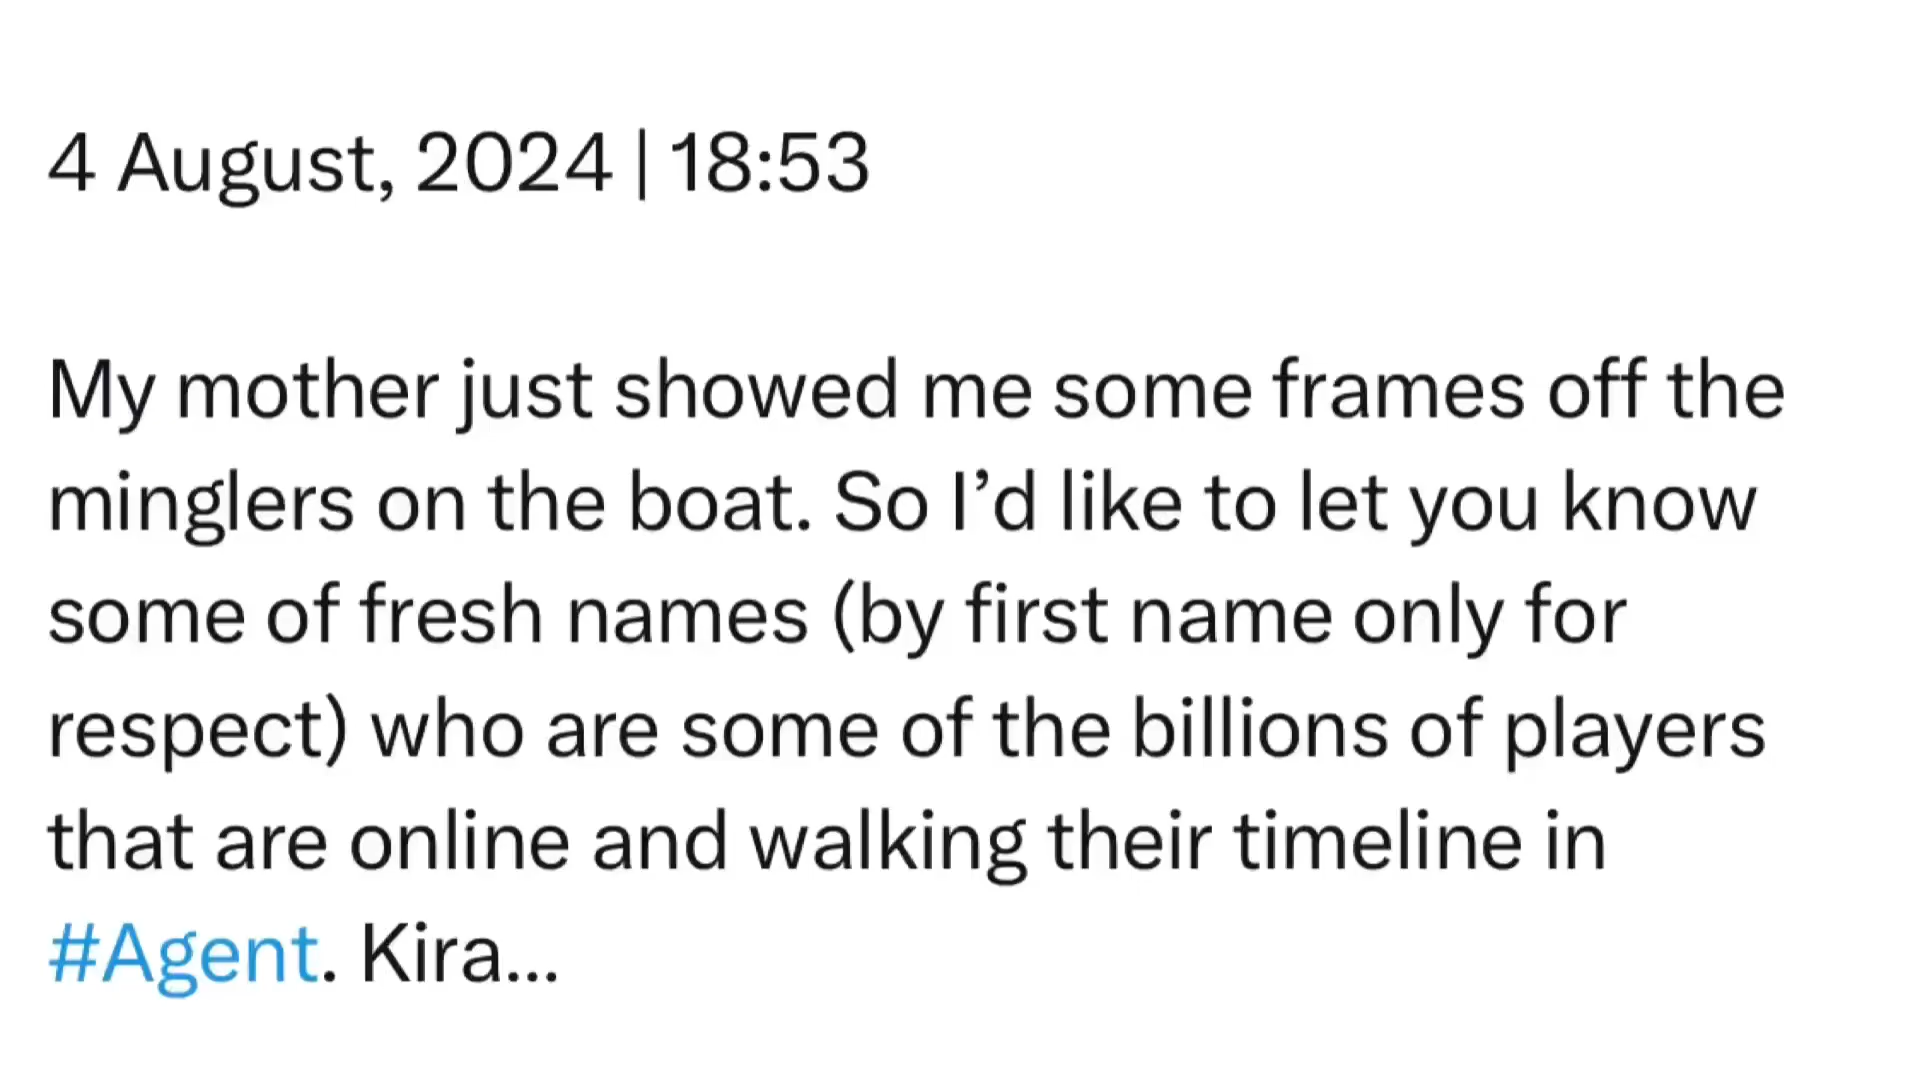 4 August, 2024 | 18:53
My mother just showed me some frames off the
minglers on the boat. So I’d like to let you know
some of fresh names (by first name only for
respect) who are some of the billions of players
that are online and walking their timeline in
#Agent. Kira...